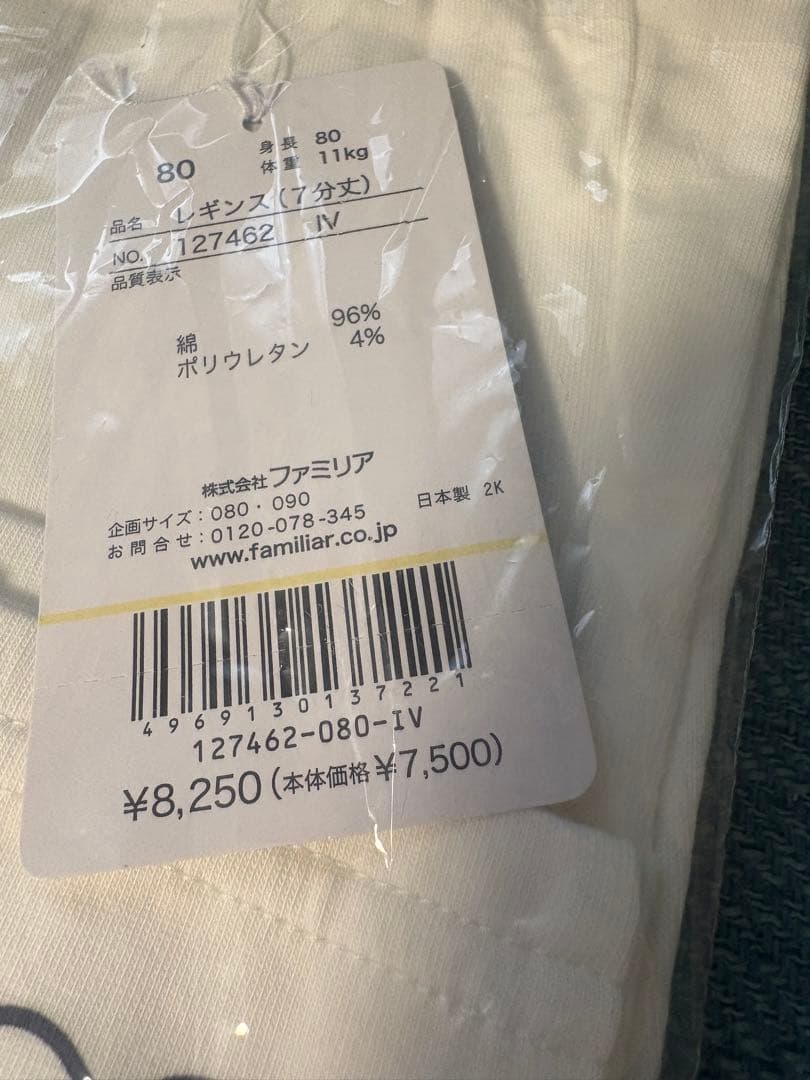 80
身長 80
体重 11kg
品名 レギンス(7分丈)
NO. 127462 IV
品質表示
綿 96%
ポリウレタン 4%
株式会社ファミリア
企画サイズ:080・090
日本製 2K
お問合せ:0120-078-345
www.familiar.co.jp
4969130137221
127462-080-IV
¥8,250(本体価格¥7,500)